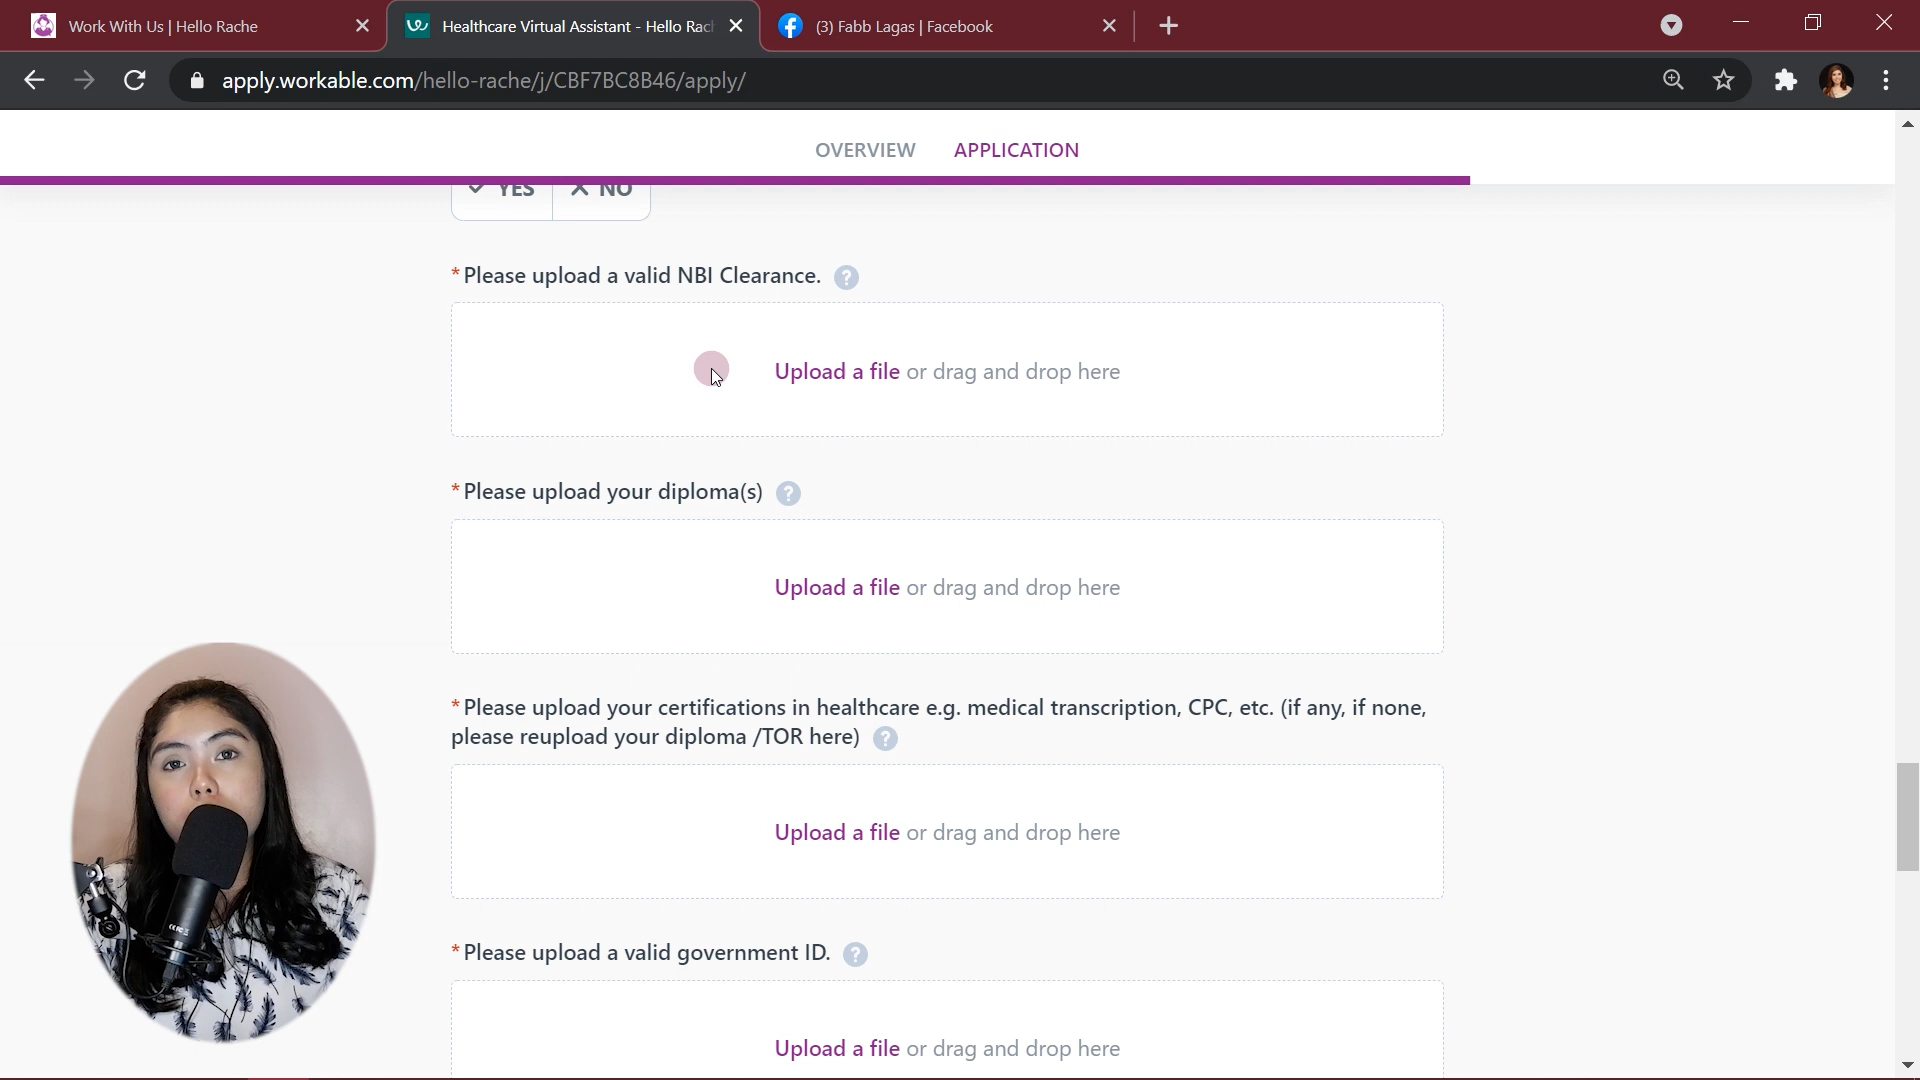 Work With Us | Hello Rache
Healthcare Virtual Assistant - Hello Rac
(3) Fabb Lagas | Facebook
apply.workable.com/hello-rache/j/CBF7BC8B46/apply/
OVERVIEW
APPLICATION
YES
NO
*Please upload a valid NBI Clearance. ?
Upload a file or drag and drop here
*Please upload your diploma(s) ?
Upload a file or drag and drop here
*Please upload your certifications in healthcare e.g. medical transcription, CPC, etc. (if any, if none,
please reupload your diploma /TOR here) ?
Upload a file or drag and drop here
*Please upload a valid government ID. ?
Upload a file or drag and drop here